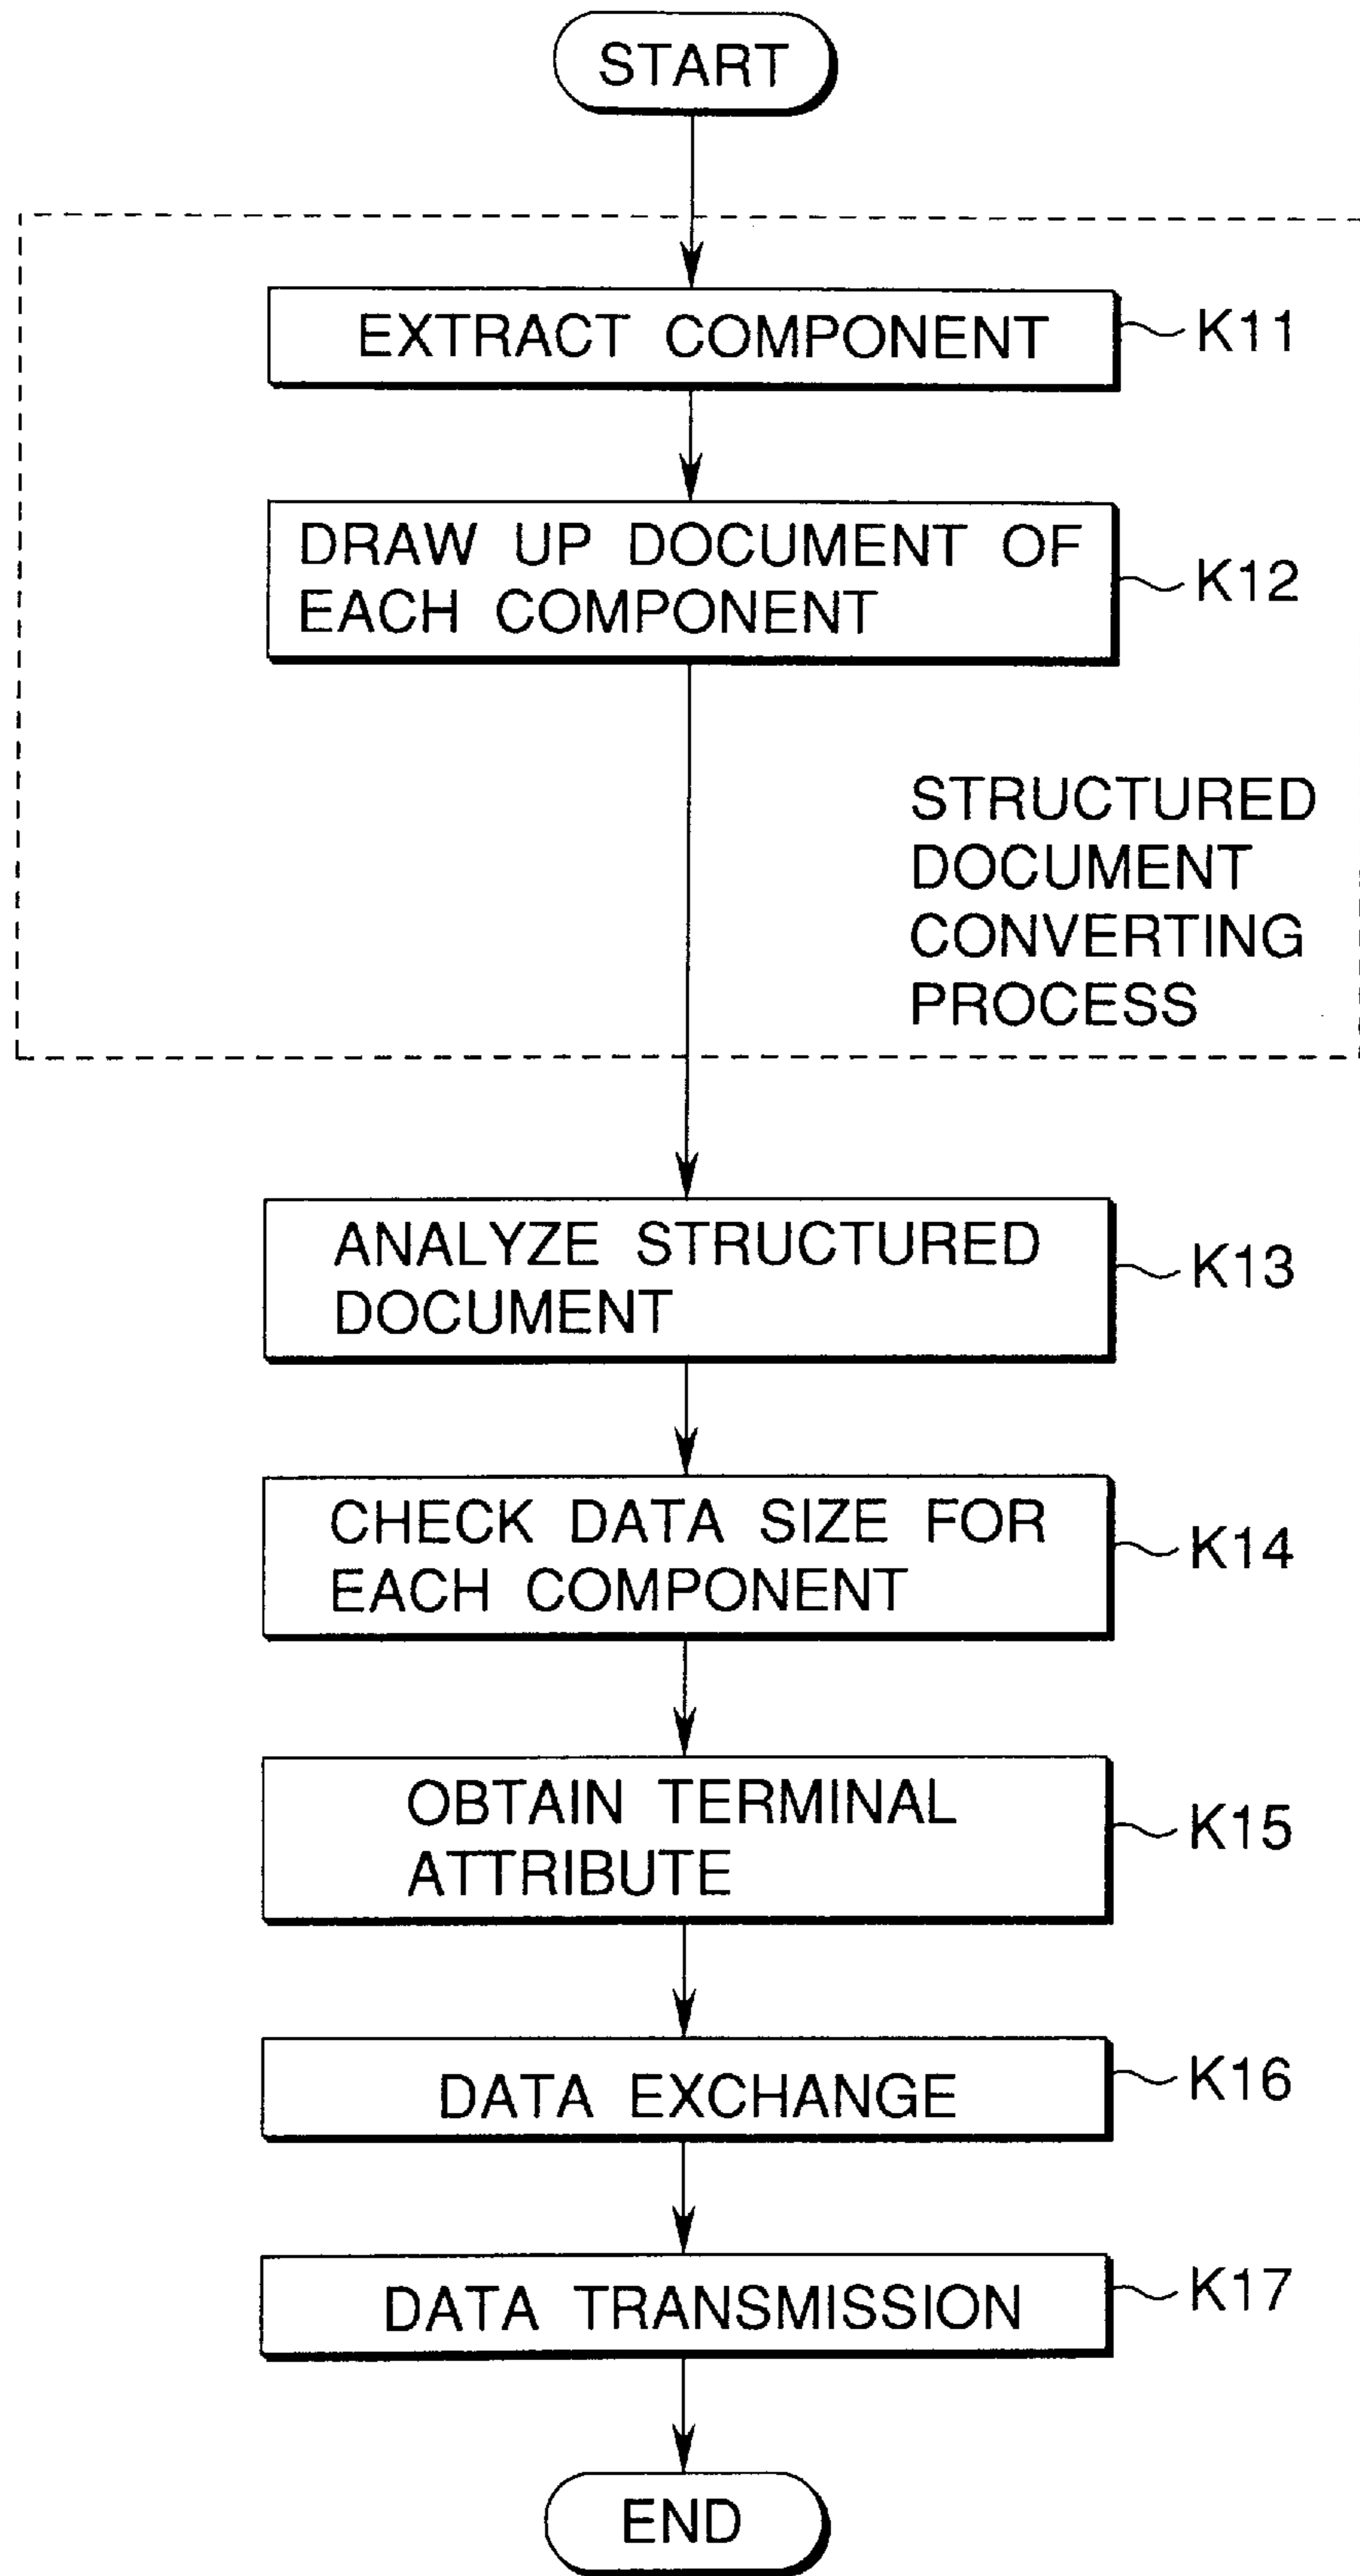 START
EXTRACT COMPONENT
K11
DRAW UP DOCUMENT OF
EACH COMPONENT
K12
STRUCTURED
DOCUMENT
CONVERTING
PROCESS
ANALYZE STRUCTURED
DOCUMENT
K13
CHECK DATA SIZE FOR
EACH COMPONENT
K14
OBTAIN TERMINAL
ATTRIBUTE
K15
DATA EXCHANGE
K16
DATA TRANSMISSION
K17
END